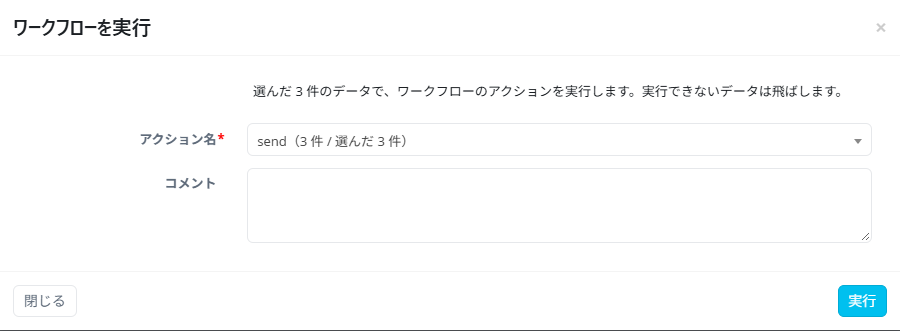 ワークフローを実行
×
選んだ 3 件のデータで、ワークフローのアクションを実行します。実行できないデータは飛ばします。
アクション名*
send（3 件 / 選んだ 3 件）
コメント
閉じる
実行